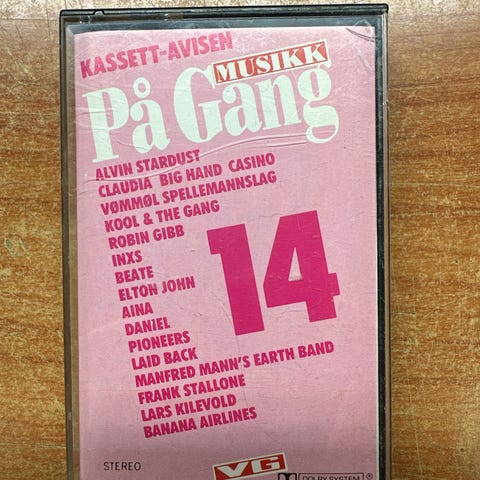 KASSETT-AVISEN
MUSIKK
På Gang
ALVIN STARDUST
CLAUDIA BIG HAND CASINO
VØMMØL SPELLEMANNSLAG
KOOL & THE GANG
ROBIN GIBB
INXS
BEATE
ELTON JOHN
AINA
DANIEL
PIONEERS
LAID BACK
MANFRED MANN'S EARTH BAND
FRANK STALLONE
LARS KILEVOLD
BANANA AIRLINES
14
STEREO
VG
DOLBY SYSTEM ®